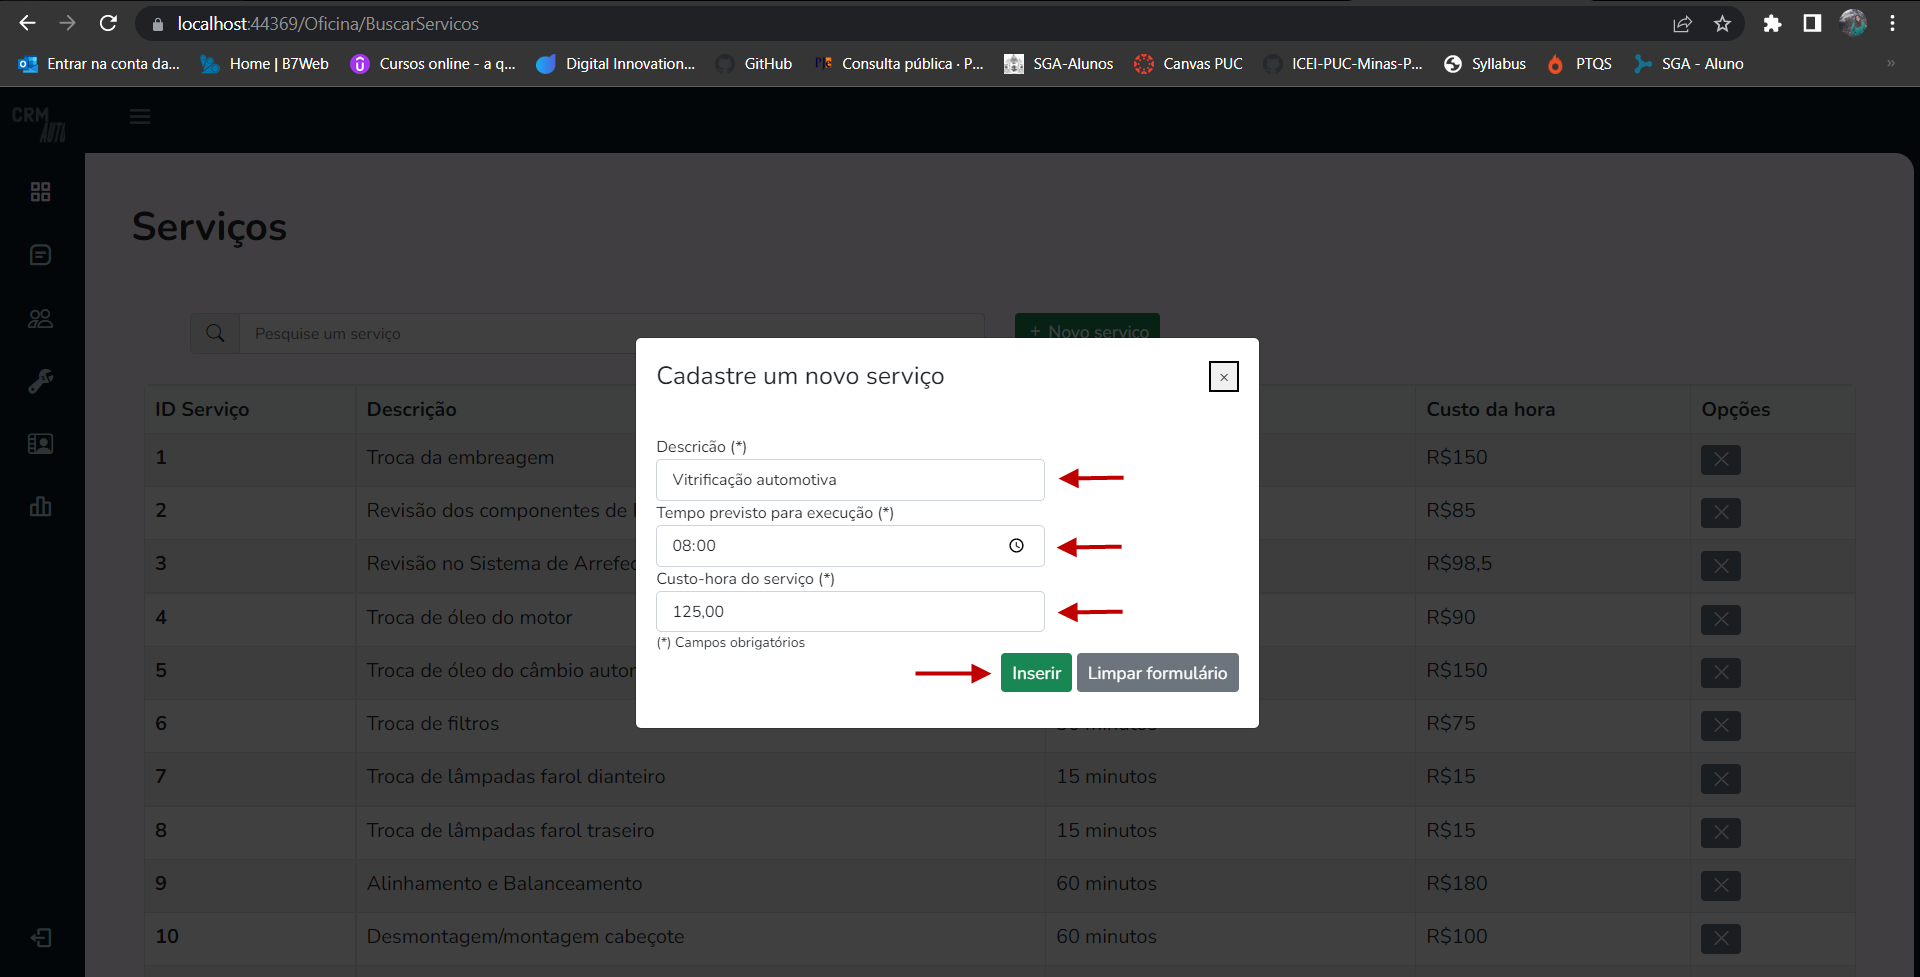 localhost:44369/Oficina/BuscarServicos
Entrar na conta da...
Home | B7Web
Cursos online - a q...
Digital Innovation...
GitHub
Consulta pública · P...
SGA-Alunos
Canvas PUC
ICEI-PUC-Minas-P...
Syllabus
PTQS
SGA - Aluno
»
CRM
AUTO
Serviços
Pesquise um serviço
+ Novo serviço
Cadastre um novo serviço
×
Descricão (*)
Vitrificação automotiva
Tempo previsto para execução (*)
08:00
Custo-hora do serviço (*)
125,00
(*) Campos obrigatórios
Inserir Limpar formulário
ID Serviço Descrição Custo da hora Opções
1 Troca da embreagem R$150
2 Revisão dos componentes de R$85
3 Revisão no Sistema de Arrefec R$98,5
4 Troca de óleo do motor R$90
5 Troca de óleo do câmbio autor R$150
6 Troca de filtros minutos R$75
7 Troca de lâmpadas farol dianteiro 15 minutos R$15
8 Troca de lâmpadas farol traseiro 15 minutos R$15
9 Alinhamento e Balanceamento 60 minutos R$180
10 Desmontagem/montagem cabeçote 60 minutos R$100